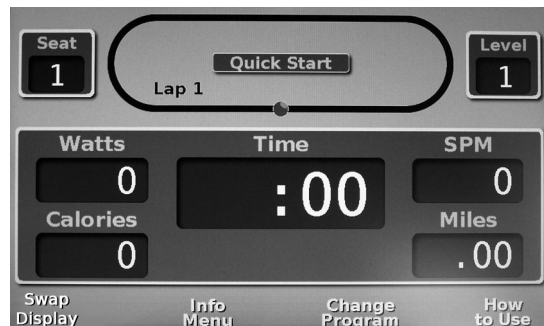 Seat
1
Quick Start
Lap 1
Level
1
Watts
0
Time
:00
SPM
0
Calories
0
Miles
.00
Swap
Display
Info
Menu
Change
Program
How
to Use